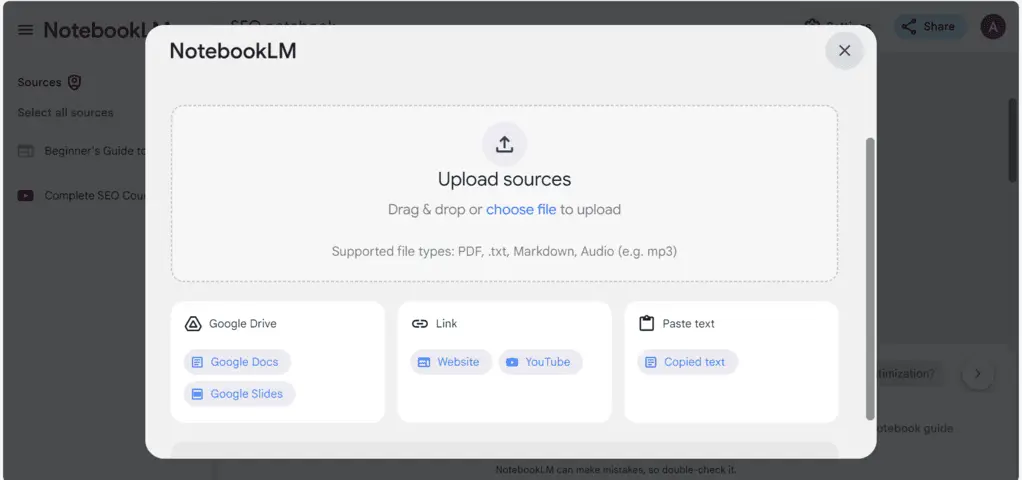 NotebookLM
SEO notebook
Settings
Share
A
Sources
Select all sources
Beginner's Guide to
Complete SEO Cou
NotebookLM
Upload sources
Drag & drop or choose file to upload
Supported file types: PDF, .txt, Markdown, Audio (e.g. mp3)
Google Drive
Google Docs
Google Slides
Link
Website
YouTube
Paste text
Copied text
timization?
otebook guide
NotebookLM can make mistakes, so double-check it.